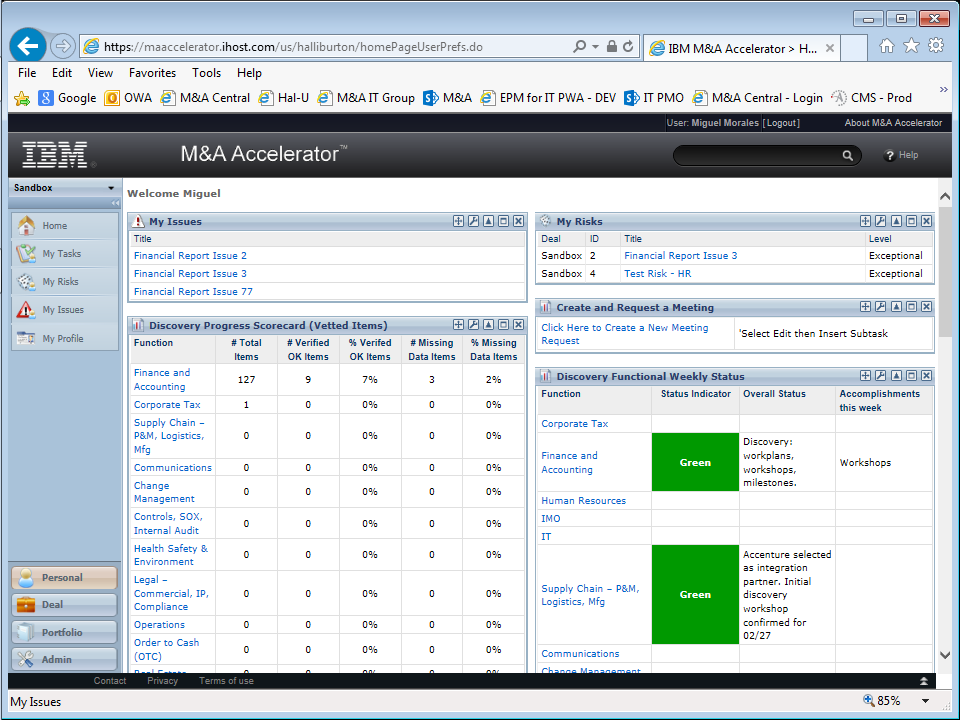 https://maaccelerator.ihost.com/us/halliburton/homePageUserPrefs.do
IBM M&A Accelerator > H...
File Edit View Favorites Tools Help
Google OWA M&A Central Hal-U M&A IT Group M&A EPM for IT PWA - DEV IT PMO M&A Central - Login CMS - Prod
User: Miguel Morales [Logout] About M&A Accelerator
IBM M&A Accelerator™ Help
Sandbox
Home
My Tasks
My Risks
My Issues
My Profile
Personal
Deal
Portfolio
Admin
Welcome Miguel
My Issues
Title
Financial Report Issue 2
Financial Report Issue 3
Financial Report Issue 77
Discovery Progress Scorecard (Vetted Items)
Function # Total Items # Verified OK Items % Verifed OK Items # Missing Data Items % Missing Data Items
Finance and Accounting 127 9 7% 3 2%
Corporate Tax 1 0 0% 0 0%
Supply Chain – P&M, Logistics, Mfg 0 0 0% 0 0%
Communications 0 0 0% 0 0%
Change Management 0 0 0% 0 0%
Controls, SOX, Internal Audit 0 0 0% 0 0%
Health Safety & Environment 0 0 0% 0 0%
Legal – Commercial, IP, Compliance 0 0 0% 0 0%
Operations 0 0 0% 0 0%
Order to Cash (OTC) 0 0 0% 0 0%
My Risks
Deal ID Title Level
Sandbox 2 Financial Report Issue 3 Exceptional
Sandbox 4 Test Risk - HR Exceptional
Create and Request a Meeting
Click Here to Create a New Meeting Request 'Select Edit then Insert Subtask
Discovery Functional Weekly Status
Function Status Indicator Overall Status Accomplishments this week
Corporate Tax
Finance and Accounting Green Discovery: workplans, workshops, milestones. Workshops
Human Resources
IMO
IT
Supply Chain – P&M, Logistics, Mfg Green Accenture selected as integration partner. Initial discovery workshop confirmed for 02/27
Communications
Change Management
Contact Privacy Terms of use
My Issues 85%